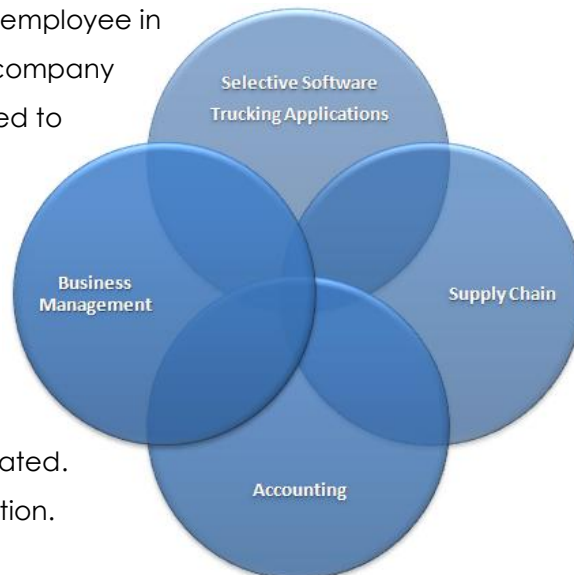 employee in
company
ed to
Selective Software
Trucking Applications
Business
Management
Supply Chain
Accounting
ated.
tion.